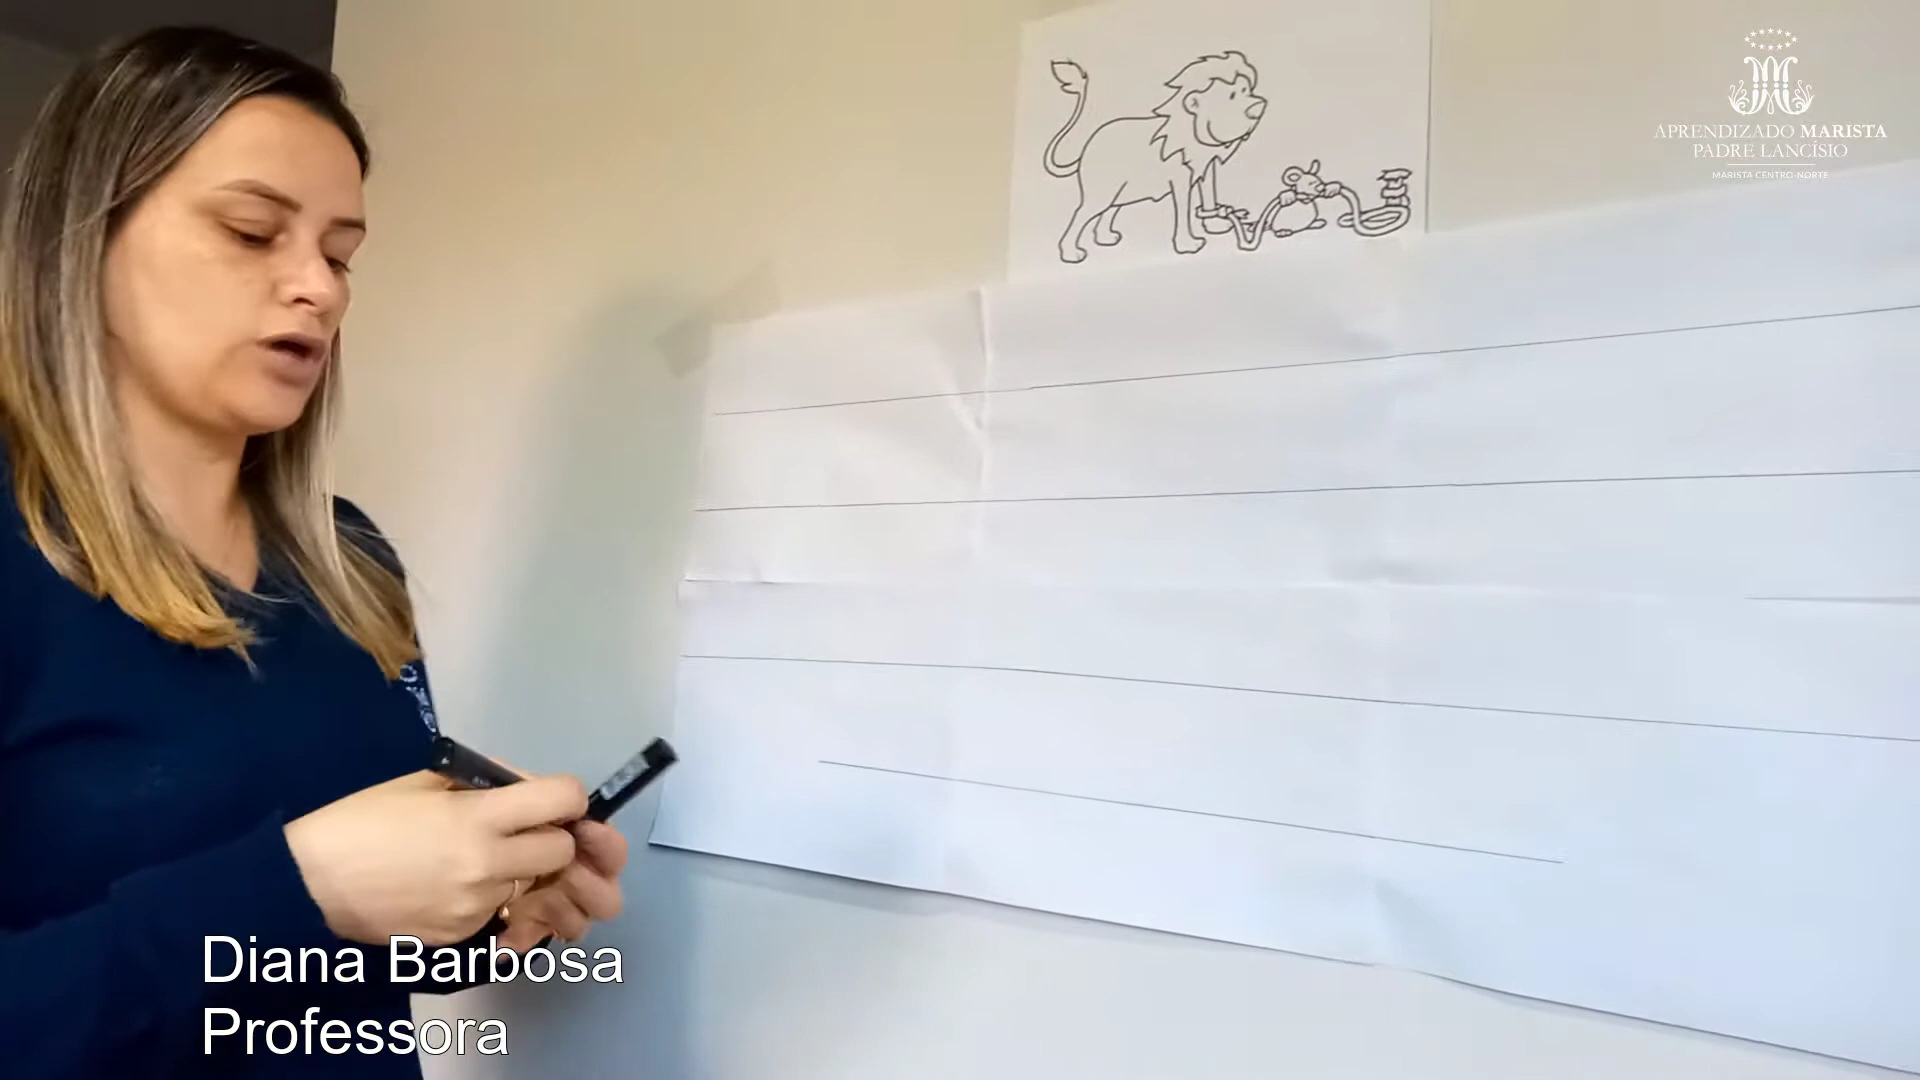 APRENDIZADO MARISTA
PADRE LANCÍSIO
MARISTA CENTRO-NORTE
Diana Barbosa
Professora